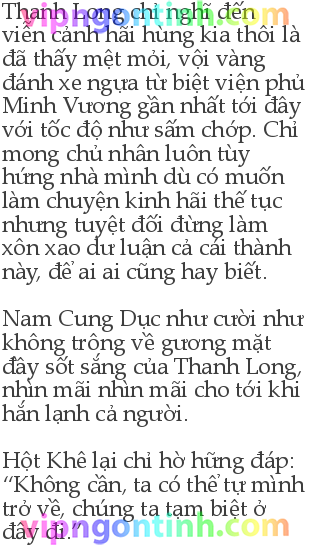 Thanh Long chỉ nghĩ đến
viễn cảnh hãi hùng kia thôi là
đã thấy mệt mỏi, vội vàng
đánh xe ngựa từ biệt viện phủ
Minh Vương gần nhất tới đây
với tốc độ như sấm chớp. Chỉ
mong chủ nhân luôn tùy
hứng nhà mình dù có muốn
làm chuyện kinh hãi thế tục
nhưng tuyệt đối đừng làm
xôn xao dư luận cả cái thành
này, để ai ai cũng hay biết.
Nam Cung Dục như cười như
không trông về gương mặt
đầy sốt sắng của Thanh Long,
nhìn mãi nhìn mãi cho tới khi
hắn lạnh cả người.
Hột Khê lại chỉ hờ hững đáp:
“Không cần, ta có thể tự mình
trở về, chúng ta tạm biệt ở
đây đi.”
vipngontinh.com
vipngontinh.com